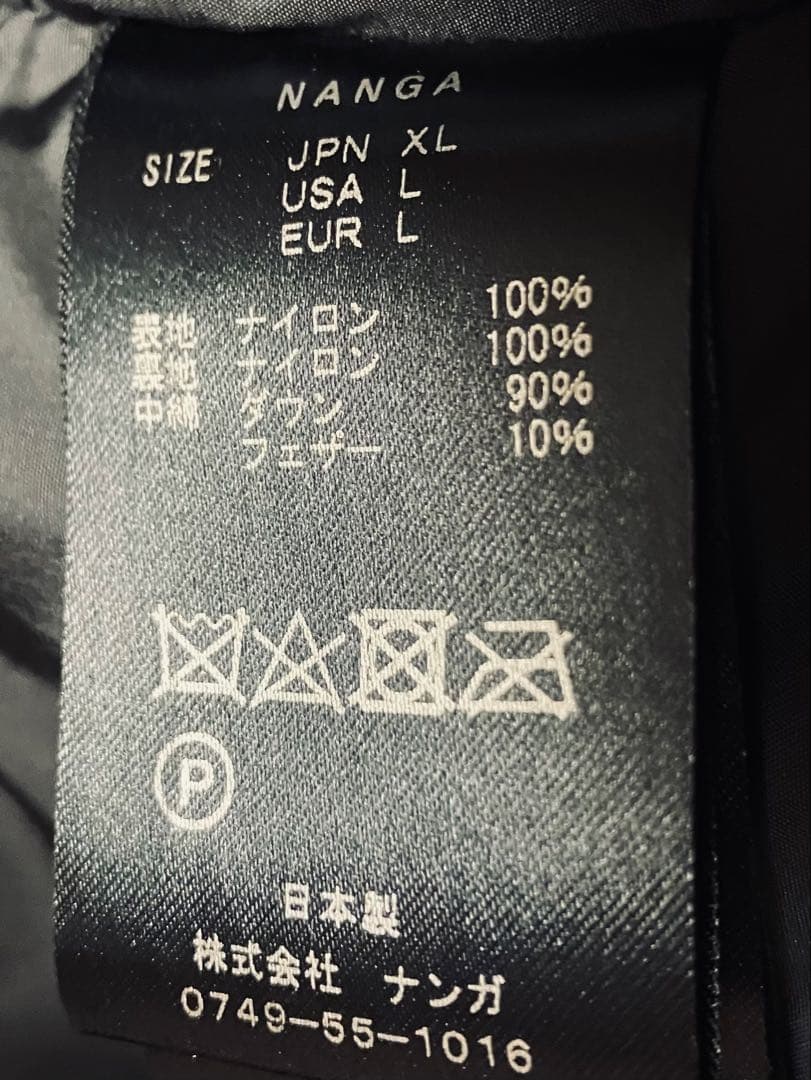 NANGA
SIZE JPN XL
USA L
EUR L
表地 ナイロン 100%
裏地 ナイロン 100%
中綿 ダウン 90%
フェザー 10%
P
日本製
株式会社 ナンガ
0749-55-1016